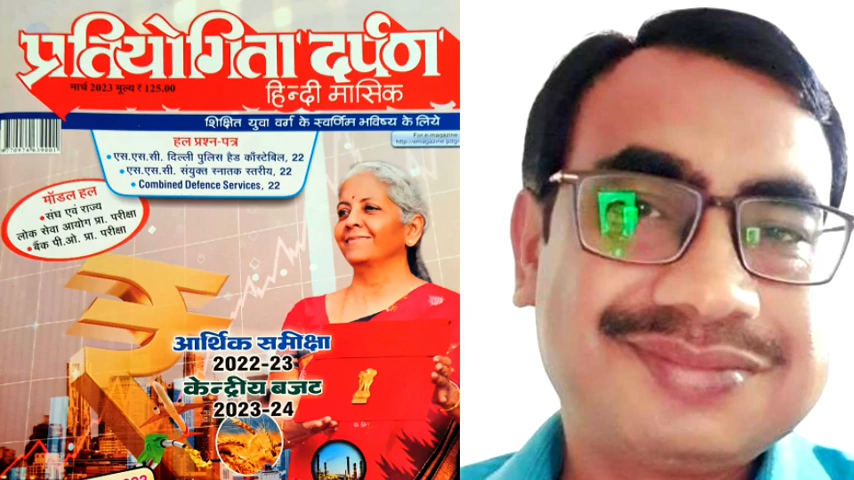 प्रतियोगिता दर्पण
मार्च 2023 मूल्य ₹ 125.00
हिन्दी मासिक
शिक्षित युवा वर्ग के स्वर्णिम भविष्य के लिये
हल प्रश्न-पत्र
•एस.एस.सी. दिल्ली पुलिस हेड कॉंस्टेबिल, 22
•एस.एस.सी. संयुक्त स्नातक स्तरीय, 22
• Combined Defence Services, 22
मॉडल हल
•संघ एवं राज्य
लोक सेवा आयोग प्रा. परीक्षा
•बैंक पी.ओ. प्रा. परीक्षा
आर्थिक समीक्षा
2022-23
केन्द्रीय बजट
2023-24